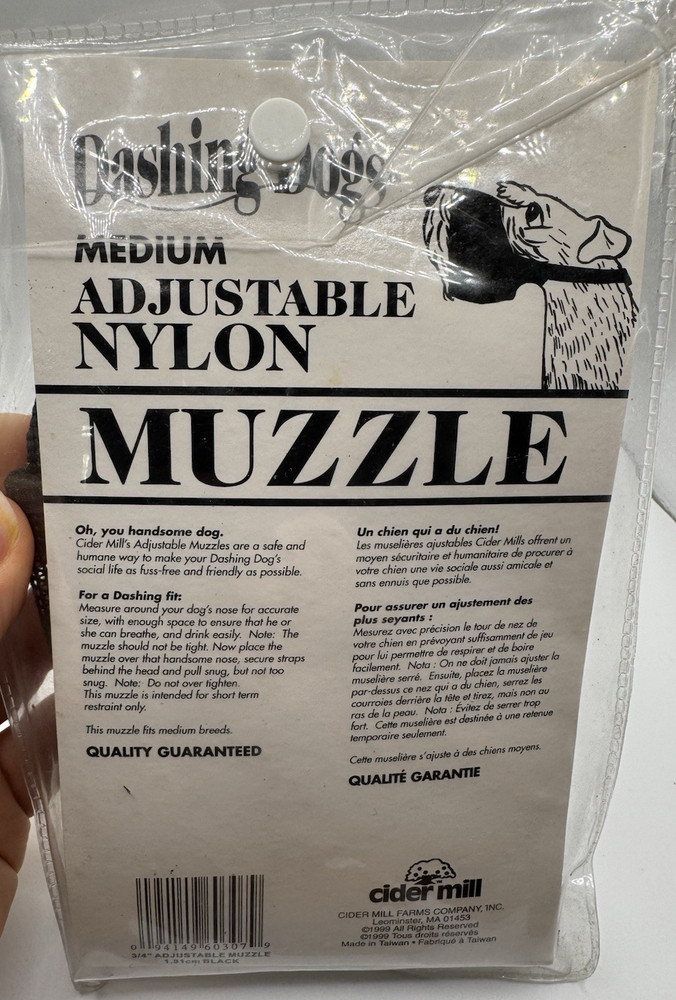 Dashing Dogs
MEDIUM
ADJUSTABLE
NYLON
MUZZLE
Oh, you handsome dog.
Cider Mill's Adjustable Muzzles are a safe and
humane way to make your Dashing Dog's
social life as fuss-free and friendly as possible.
For a Dashing fit:
Measure around your dog's nose for accurate
size, with enough space to ensure that he or
she can breathe, and drink easily. Note: The
muzzle should not be tight. Now place the
muzzle over that handsome nose, secure straps
behind the head and pull snug, but not too
snug. Note: Do not over tighten.
This muzzle is intended for short term
restraint only.
This muzzle fits medium breeds.
QUALITY GUARANTEED
Un chien qui a du chien!
Les muselières ajustables Cider Mills offrent un
moyen sécuritaire et humanitaire de procurer à
votre chien une vie sociale aussi amicale et
sans ennuis que possible.
Pour assurer un ajustement des
plus seyants :
Mesurez avec précision le tour de nez de
votre chien en prévoyant suffisamment de jeu
pour lui permettre de respirer et de boire
facilement. Nota : On ne doit jamais ajuster la
muselière serré. Ensuite, placez la muselière
par-dessus ce nez qui a du chien, serrez les
courroies derrière la tête et tirez, mais non au
ras de la peau. Nota : Évitez de serrer trop
fort. Cette muselière est destinée à une retenue
temporaire seulement.
Cette muselière s'ajuste à des chiens moyens.
QUALITÉ GARANTIE
0 94149 60307 9
3/4" ADJUSTABLE MUZZLE
1.91cm BLACK
cider mill
CIDER MILL FARMS COMPANY, INC.
Leominster, MA 01453
©1999 All Rights Reserved
©1999 Tous droits réservés
Made in Taiwan • Fabriqué à Taiwan